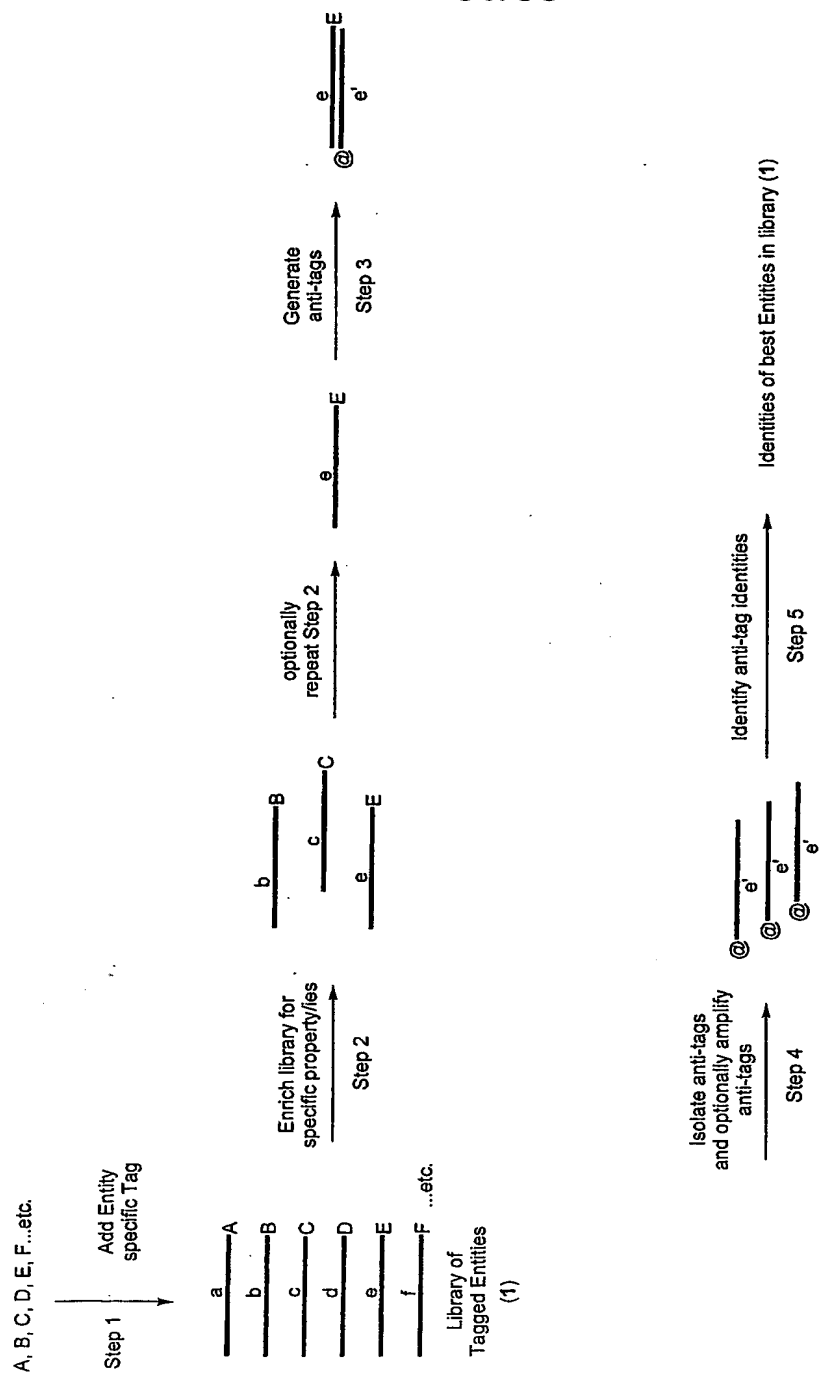 A, B, C, D, E, F...etc.
Step 1
Add Entity
specific Tag
a
A
b
B
c
C
d
D
e
E
f
F
...etc.
Library of
Tagged Entities
(1)
Enrich library for
specific property/ies
Step 2
b
B
c
C
e
E
optionally
repeat Step 2
e
E
Generate
anti-tags
Step 3
e
E
@
e'
Isolate anti-tags
and optionally amplify
anti-tags
Step 4
@
e'
@
e'
@
e'
Identify anti-tag identities
Step 5
Identities of best Entities in library (1)